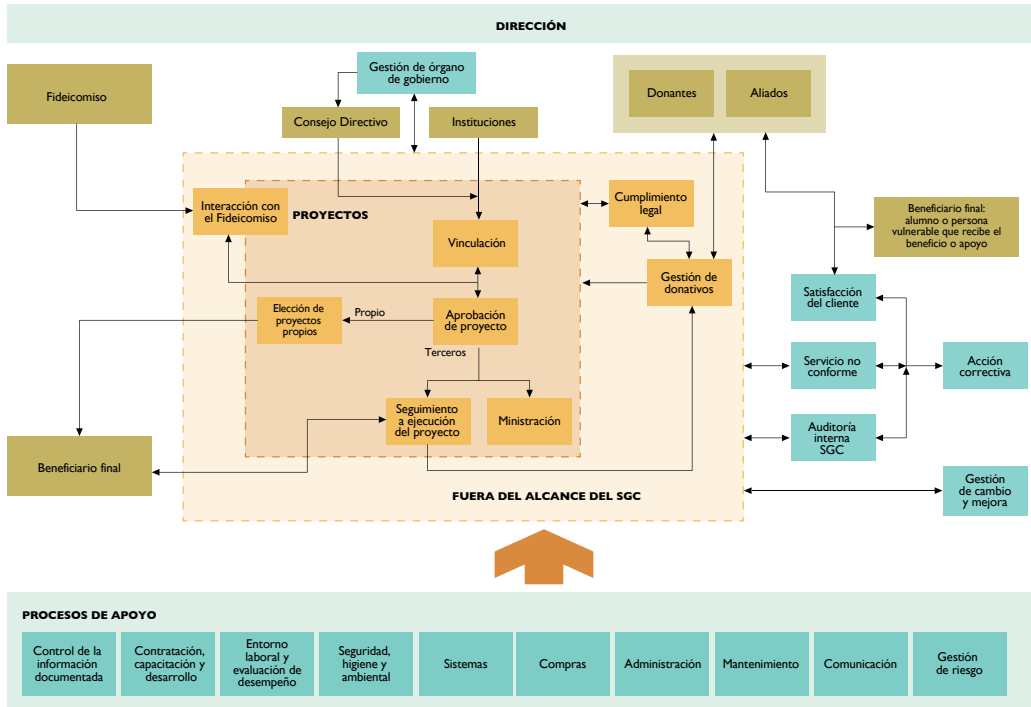 DIRECCIÓN
Fideicomiso
Gestión de órgano
de gobierno
Consejo Directivo
Instituciones
Donantes
Aliados
Interacción con
el Fideicomiso
PROYECTOS
Vinculación
Cumplimiento
legal
Gestión de
donativos
Beneficiario final:
alumno o persona
vulnerable que recibe el
beneficio o apoyo
Satisfacción
del cliente
Elección de
proyectos
propios
Propio
Aprobación
de proyecto
Terceros
Servicio no
conforme
Acción
correctiva
Seguimiento
a ejecución
del proyecto
Ministración
Auditoría
interna
SGC
Beneficiario final
FUERA DEL ALCANCE DEL SGC
Gestión
de cambio
y mejora
PROCESOS DE APOYO
Control de la
información
documentada
Contratación,
capacitación y
desarrollo
Entorno
laboral y
evaluación de
desempeño
Seguridad,
higiene y
ambiental
Sistemas
Compras
Administración
Mantenimiento
Comunicación
Gestión
de riesgo